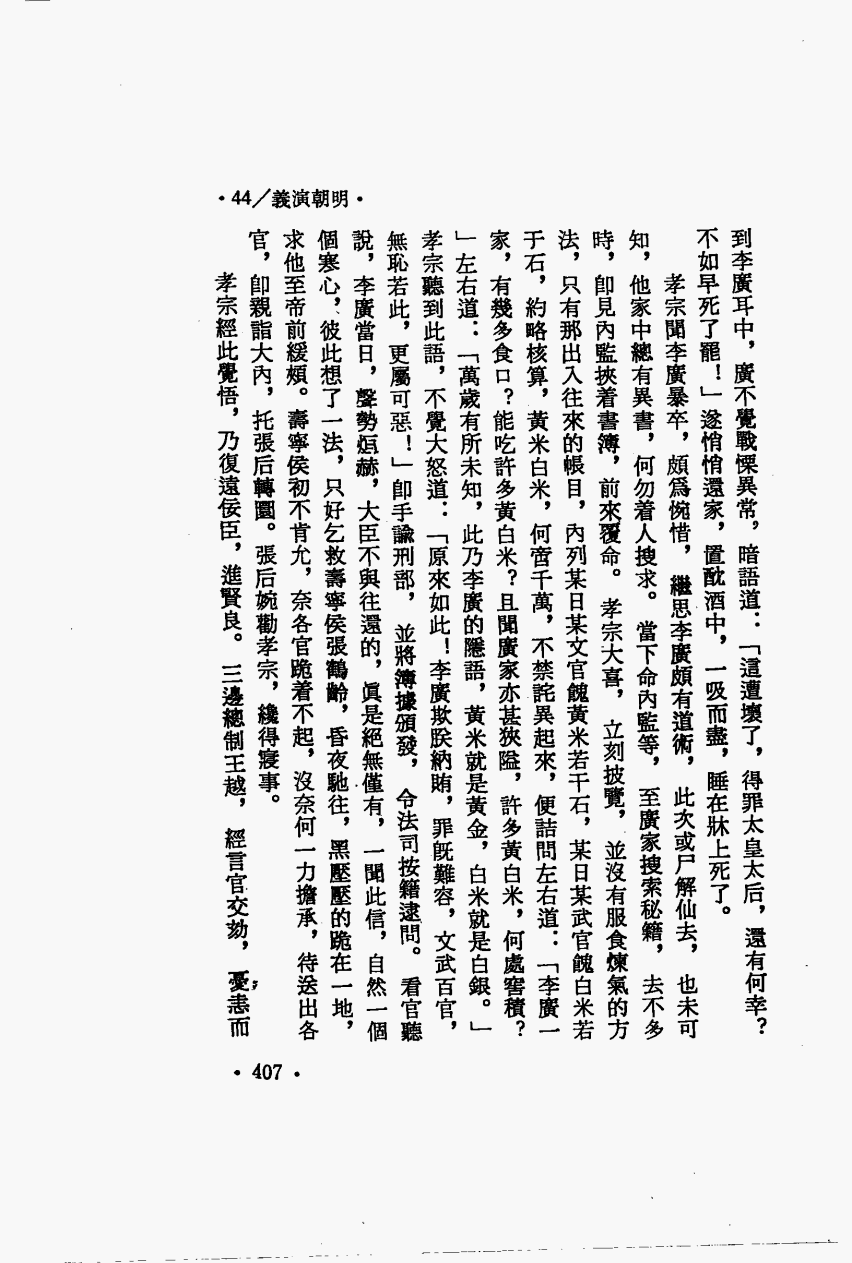 ・44／義演朝明・
到李廣耳中，廣不覺戰慄異常，暗語道：「這遭壞了，得罪太皇太后，還有何幸？
不如早死了罷！」遂悄悄還家，置酖酒中，一吸而盡，睡在牀上死了。
孝宗聞李廣暴卒，頗爲惋惜，繼思李廣頗有道術，此次或尸解仙去，也未可
知，他家中總有異書，何勿着人搜求。當下命內監等，至廣家搜索秘籍，去不多
時，卽見內監挾着書簿，前來覆命。孝宗大喜，立刻披覽，並沒有服食煉氣的方
法，只有那出入往來的帳目，內列某日某文官餽黃米若干石，某日某武官餽白米若
于石，約略核算，黃米白米，何啻千萬，不禁詫異起來，便詰問左右道：「李廣一
家，有幾多食口？能吃許多黃白米？且聞廣家亦甚狹隘，許多黃白米，何處窖積？
」左右道：「萬歲有所未知，此乃李廣的隱語，黃米就是黃金，白米就是白銀。」
孝宗聽到此語，不覺大怒道：「原來如此！李廣欺朕納賄，罪旣難容，文武百官，
無恥若此，更屬可惡！」卽手諭刑部，並將簿據頒發，令法司按籍逮問。看官聽
說，李廣當日，聲勢烜赫，大臣不與往還的，眞是絕無僅有，一聞此信，自然一個
個寒心，彼此想了一法，只好乞救壽寧侯張鶴齡，昏夜馳往，黑壓壓的跪在一地，
求他至帝前緩頰。壽寧侯初不肯允，奈各官跪着不起，沒奈何一力擔承，待送出各
官，卽親詣大內，托張后轉圜。張后婉勸孝宗，纔得寢事。
孝宗經此覺悟，乃復遠佞臣，進賢良。三邊總制王越，經言官交劾，憂恚而
・407・